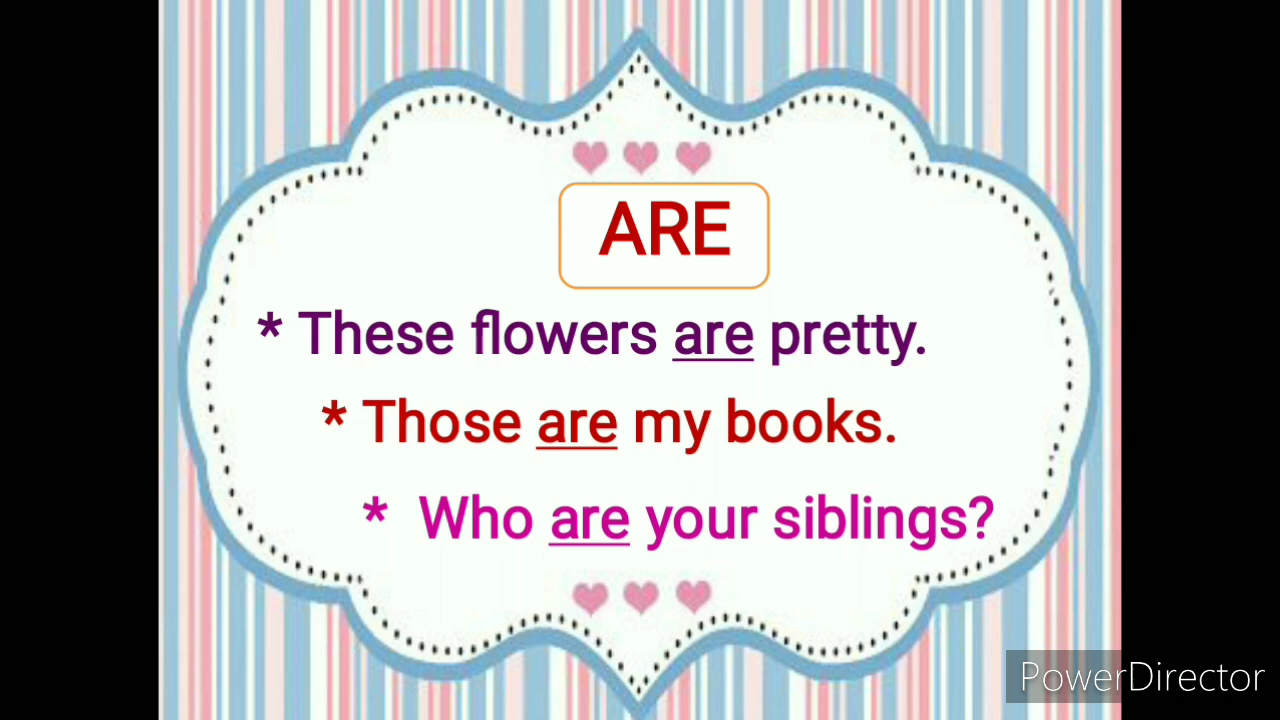 ARE
* These flowers are pretty.
* Those are my books.
* Who are your siblings?
PowerDirector